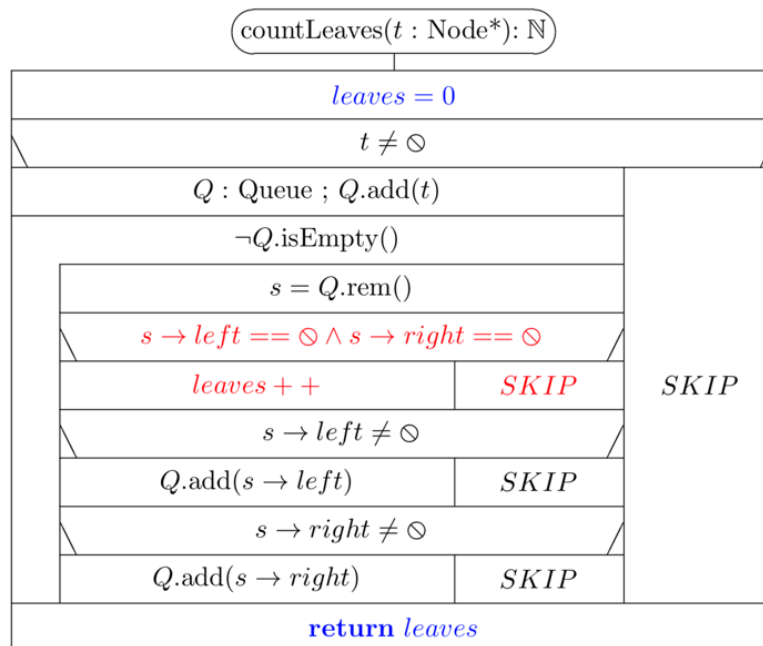 countLeaves(t : Node*): ℕ
leaves = 0
t ≠ ⦸
Q : Queue ; Q.add(t)
¬Q.isEmpty()
s = Q.rem()
s → left == ⦸ ∧ s → right == ⦸
leaves + + SKIP SKIP
s → left ≠ ⦸
Q.add(s → left) SKIP
s → right ≠ ⦸
Q.add(s → right) SKIP
return leaves